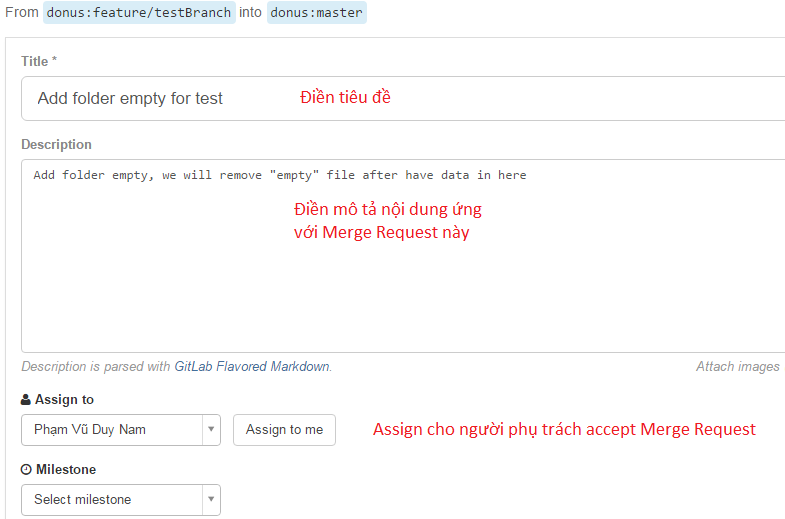 From donus:feature/testBranch into donus:master
Title *
Add folder empty for test
Điền tiêu đề
Description
Add folder empty, we will remove "empty" file after have data in here
Điền mô tả nội dung ứng
với Merge Request này
Description is parsed with GitLab Flavored Markdown.
Attach images
Assign to
Phạm Vũ Duy Nam
Assign to me
Assign cho người phụ trách accept Merge Request
Milestone
Select milestone